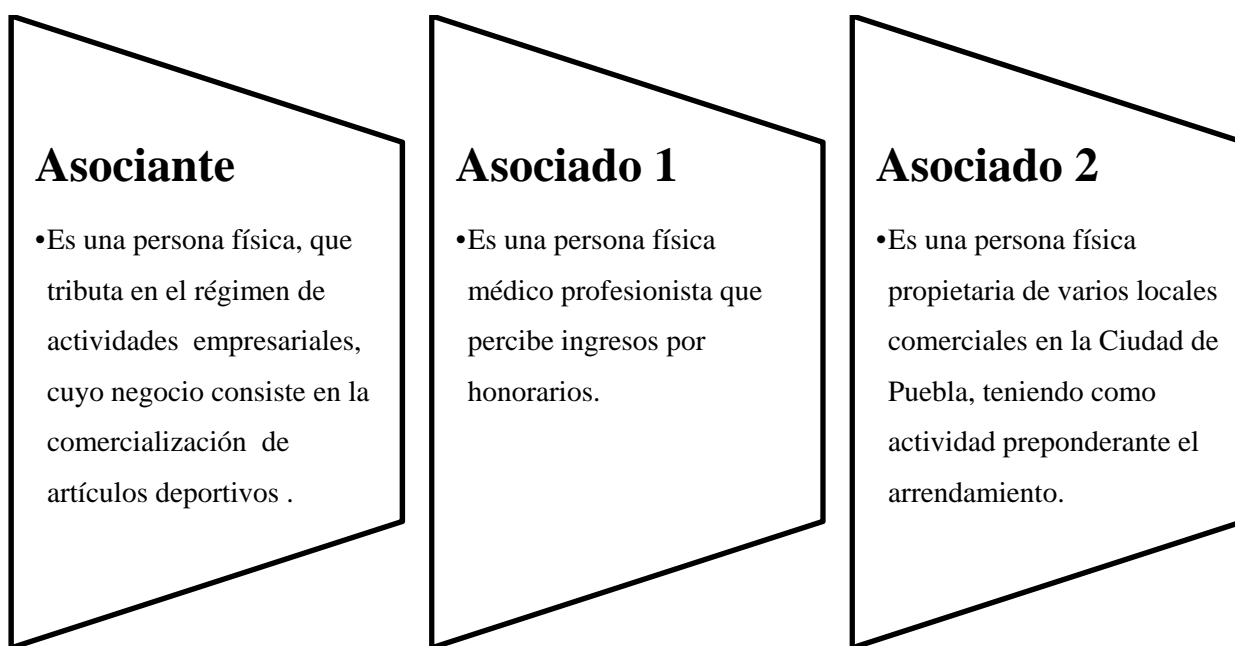 Asociante
•Es una persona física, que
tributa en el régimen de
actividades empresariales,
cuyo negocio consiste en la
comercialización de
artículos deportivos .
Asociado 1
•Es una persona física
médico profesionista que
percibe ingresos por
honorarios.
Asociado 2
•Es una persona física
propietaria de varios locales
comerciales en la Ciudad de
Puebla, teniendo como
actividad preponderante el
arrendamiento.